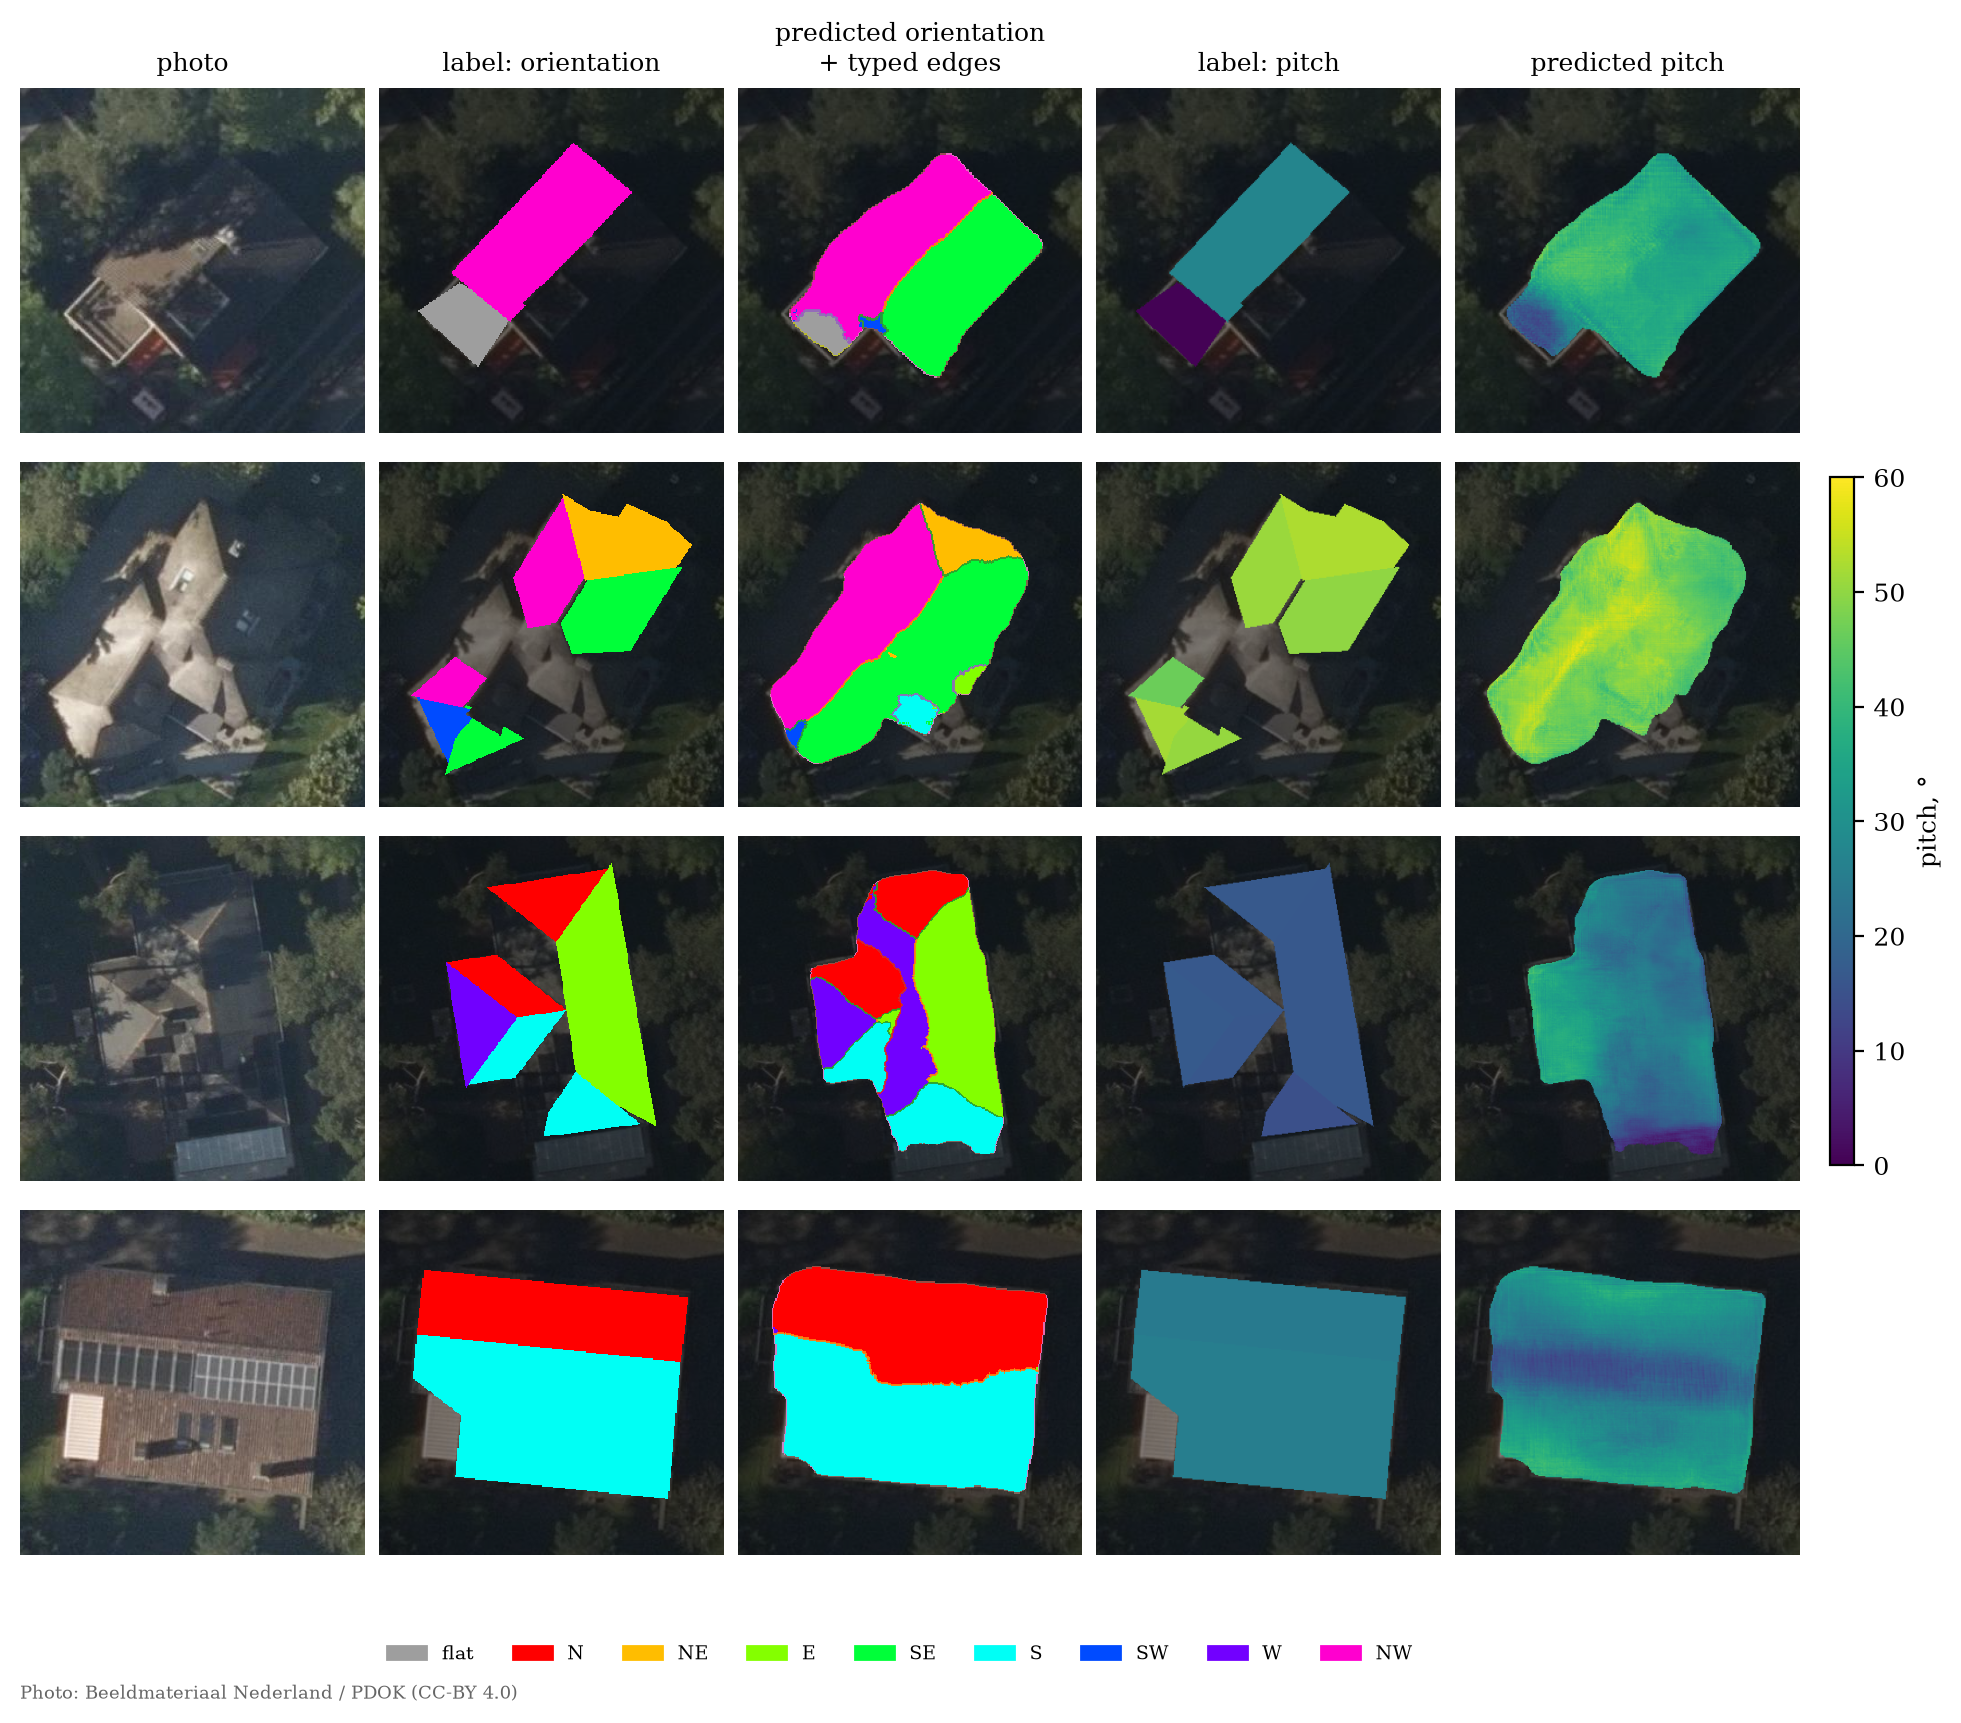 photo
label: orientation
predicted orientation
+ typed edges
label: pitch
predicted pitch
60
50
40
30
20
10
0
pitch, °
flat
N
NE
E
SE
S
SW
W
NW
Photo: Beeldmateriaal Nederland / PDOK (CC-BY 4.0)